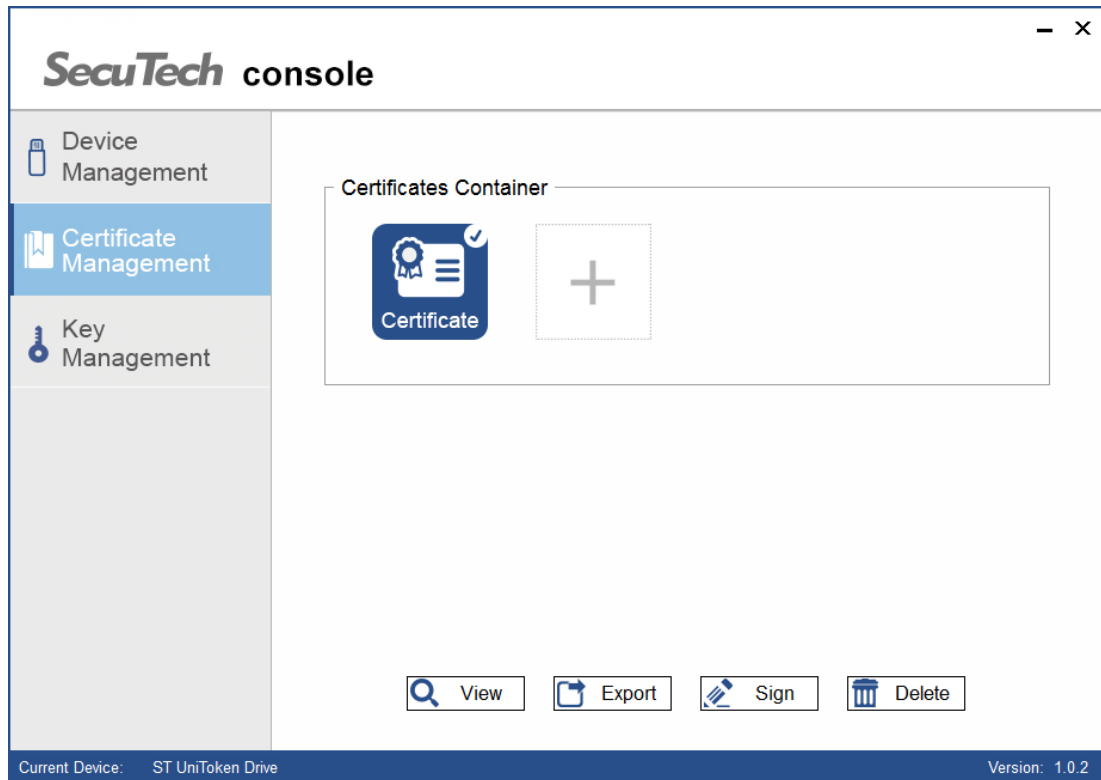 SecuTech console
Device
Management
Certificate
Management
Key
Management
Certificates Container
Certificate
View
Export
Sign
Delete
Current Device: ST UniToken Drive
Version: 1.0.2